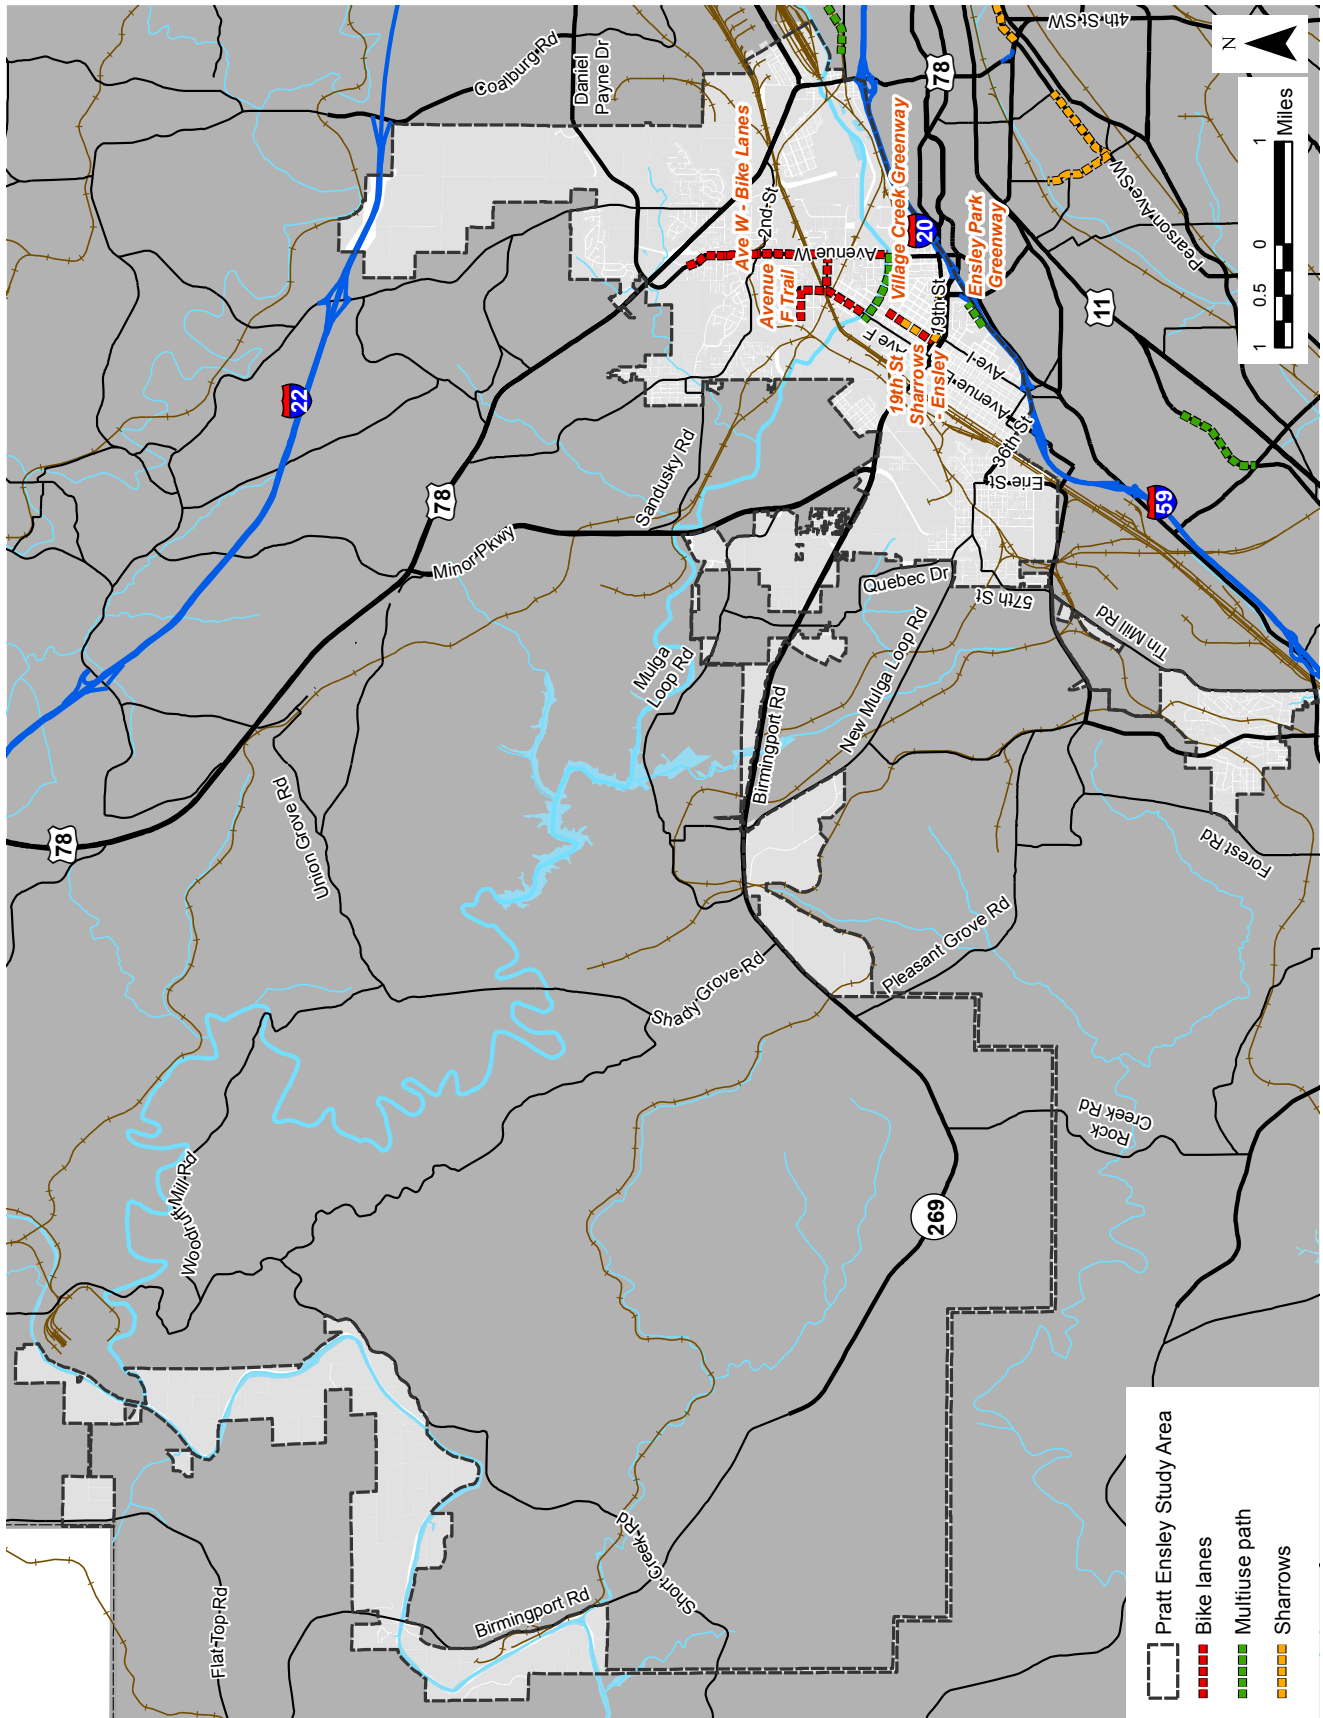 Coalburg Rd
Daniel
Payne Dr
4th St SW
78
N
1 0.5 0 1
Miles
Ave W - Bike Lanes
2nd St
Village Creek Greenway
20
Ensley Park
Greenway
Pearson Ave SW
Avenue W
Avenue
F Trail
19th St
11
Ave F
19th St
Sharrows
- Ensley
Ave I
Avenue E
36th St
Erie St
59
22
78
Sandusky Rd
Minor Pkwy
Quebec Dr
57th St
Tin Mill Rd
Mulga
Loop Rd
New Mulga Loop Rd
Birmingport Rd
78
Union Grove Rd
Forest Rd
Pleasant Grove Rd
Shady Grove Rd
Rock
Creek Rd
Woodruff Mill Rd
269
Short Creek Rd
Birmingport Rd
Flat Top Rd
Pratt Ensley Study Area
Bike lanes
Multiuse path
Sharrows